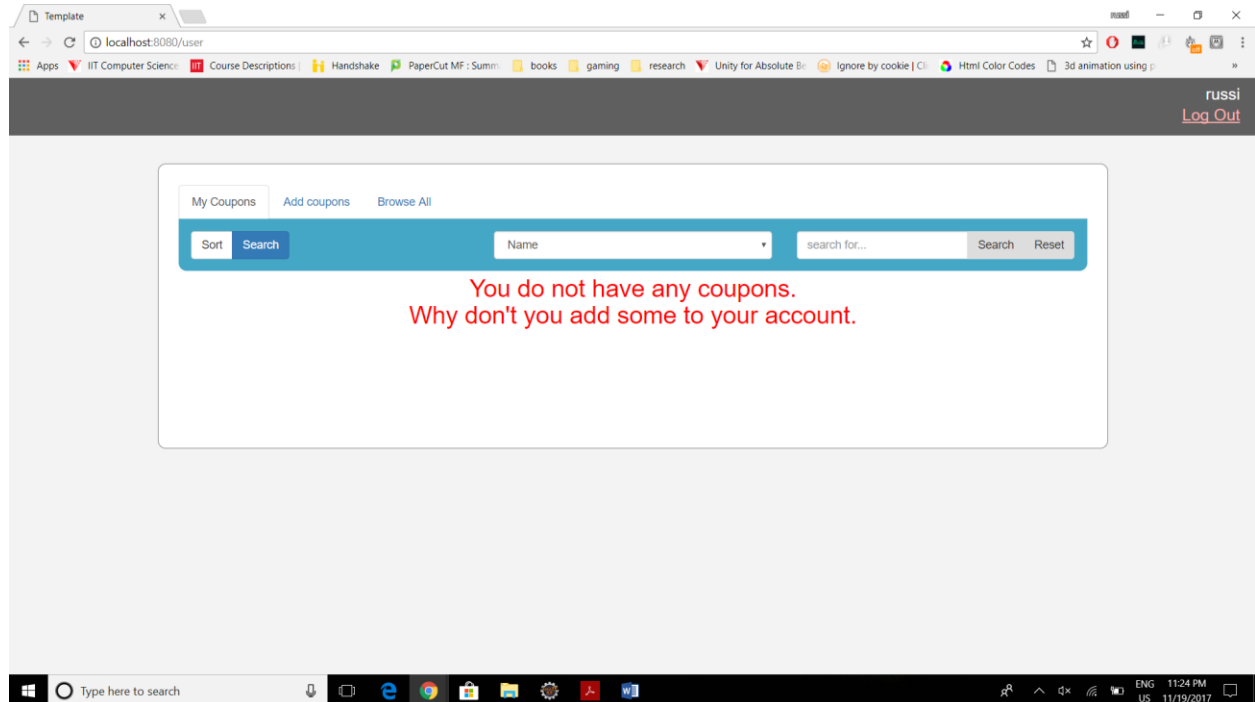 Template
russi
localhost:8080/user
Apps IIT Computer Science Course Descriptions Handshake PaperCut MF : Summ books gaming research Unity for Absolute Be Ignore by cookie | Cli Html Color Codes 3d animation using p »
russi
Log Out
My Coupons Add coupons Browse All
Sort Search Name search for... Search Reset
You do not have any coupons.
Why don't you add some to your account.
Type here to search
ENG 11:24 PM
US 11/19/2017